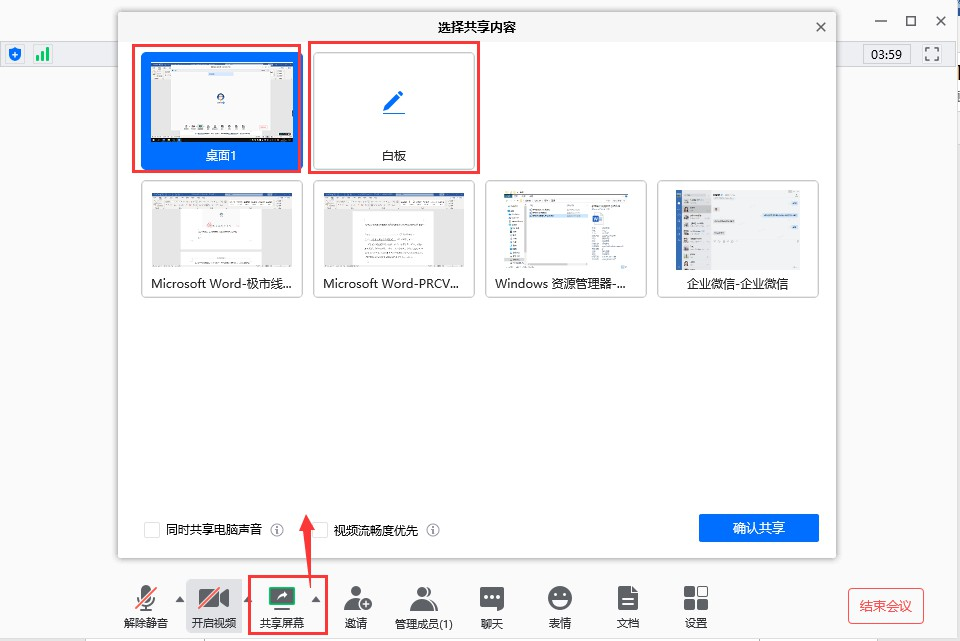 选择共享内容
03:59
桌面1
白板
Microsoft Word-极市线...
Microsoft Word-PRCV...
Windows 资源管理器-...
企业微信-企业微信
同时共享电脑声音
视频流畅度优先
确认共享
解除静音
开启视频
共享屏幕
邀请
管理成员(1)
聊天
表情
文档
设置
结束会议